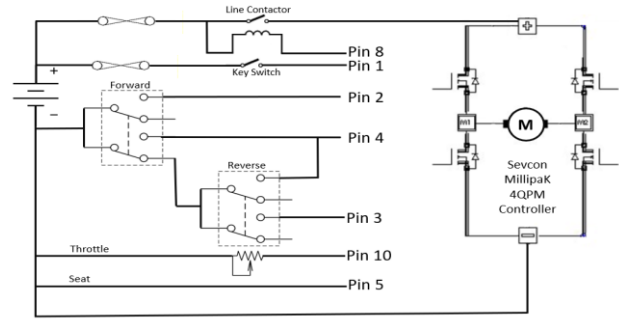 Line Contactor
Pin 8
Pin 1
Key Switch
+
−
Forward
Pin 2
Pin 4
Reverse
Pin 3
Throttle
Pin 10
Seat
Pin 5
+
M1
M
M2
Sevcon
MillipaK
4QPM
Controller
−